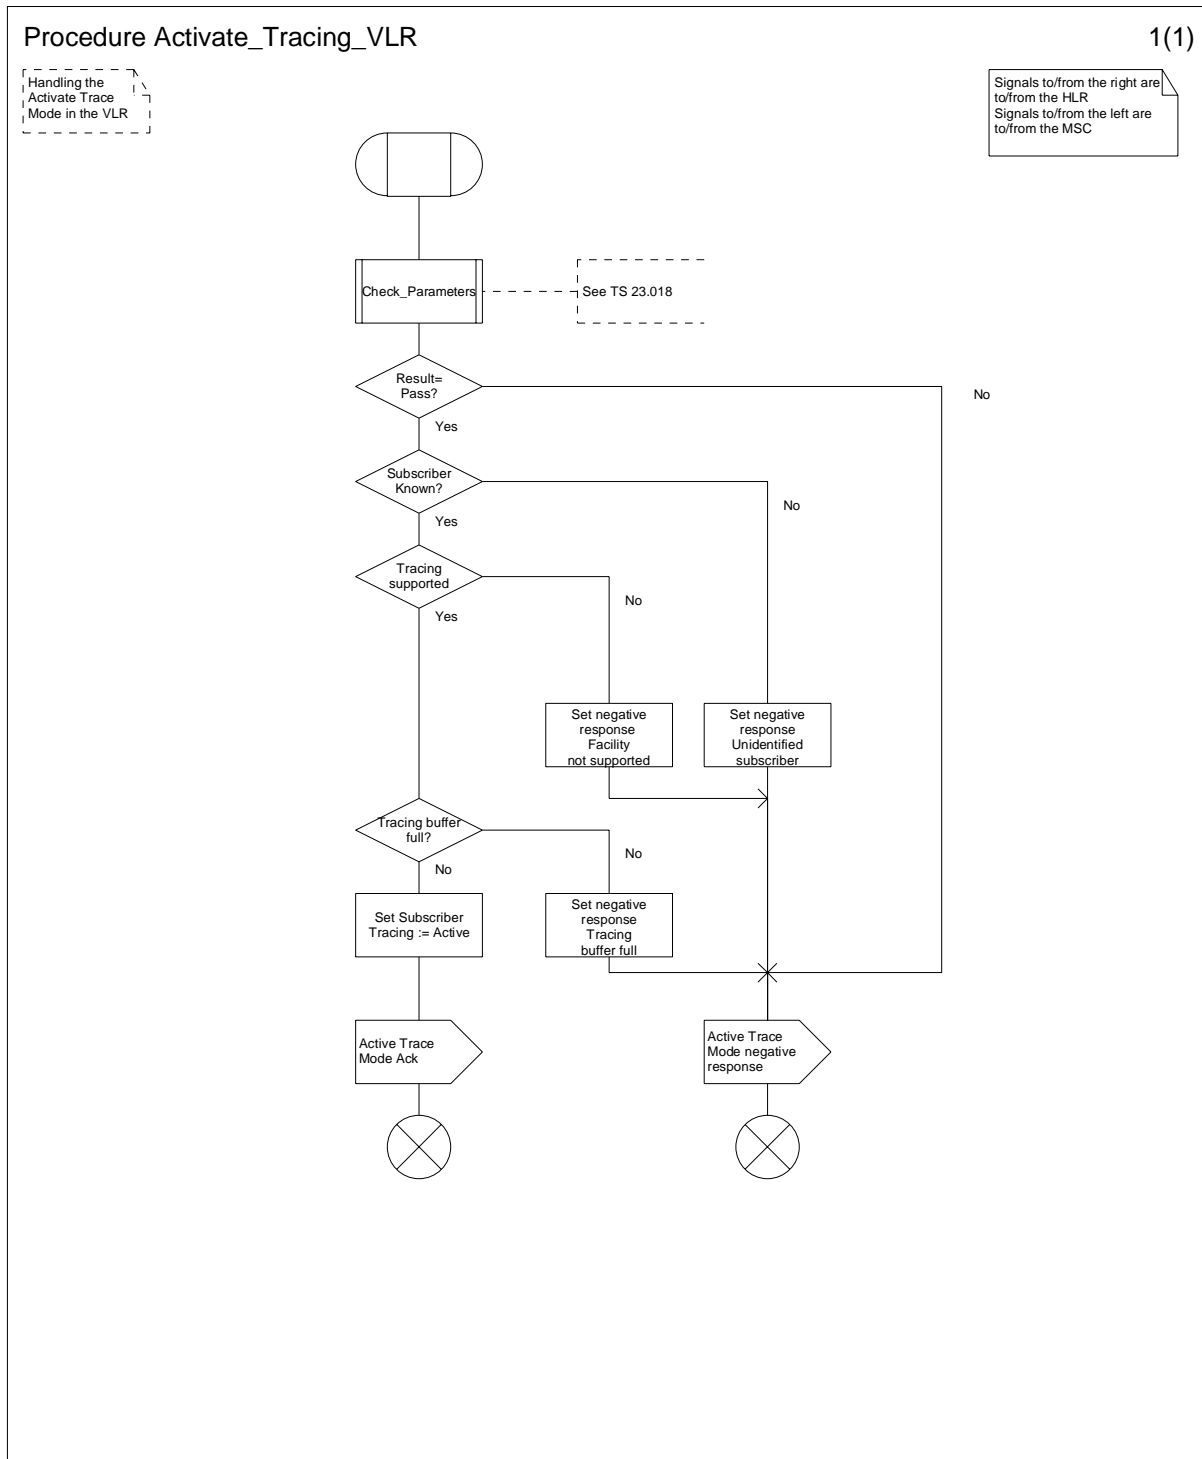 Procedure Activate_Tracing_VLR
1(1)
Handling the
Activate Trace
Mode in the VLR
Signals to/from the right are
to/from the HLR
Signals to/from the left are
to/from the MSC
Check_Parameters
See TS 23.018
Result=
Pass?
No
Yes
Subscriber
Known?
No
Yes
Tracing
supported
No
Yes
Set negative
response
Facility
not supported
Set negative
response
Unidentified
subscriber
Tracing buffer
full?
No
No
Set Subscriber
Tracing := Active
Set negative
response
Tracing
buffer full
Active Trace
Mode Ack
Active Trace
Mode negative
response